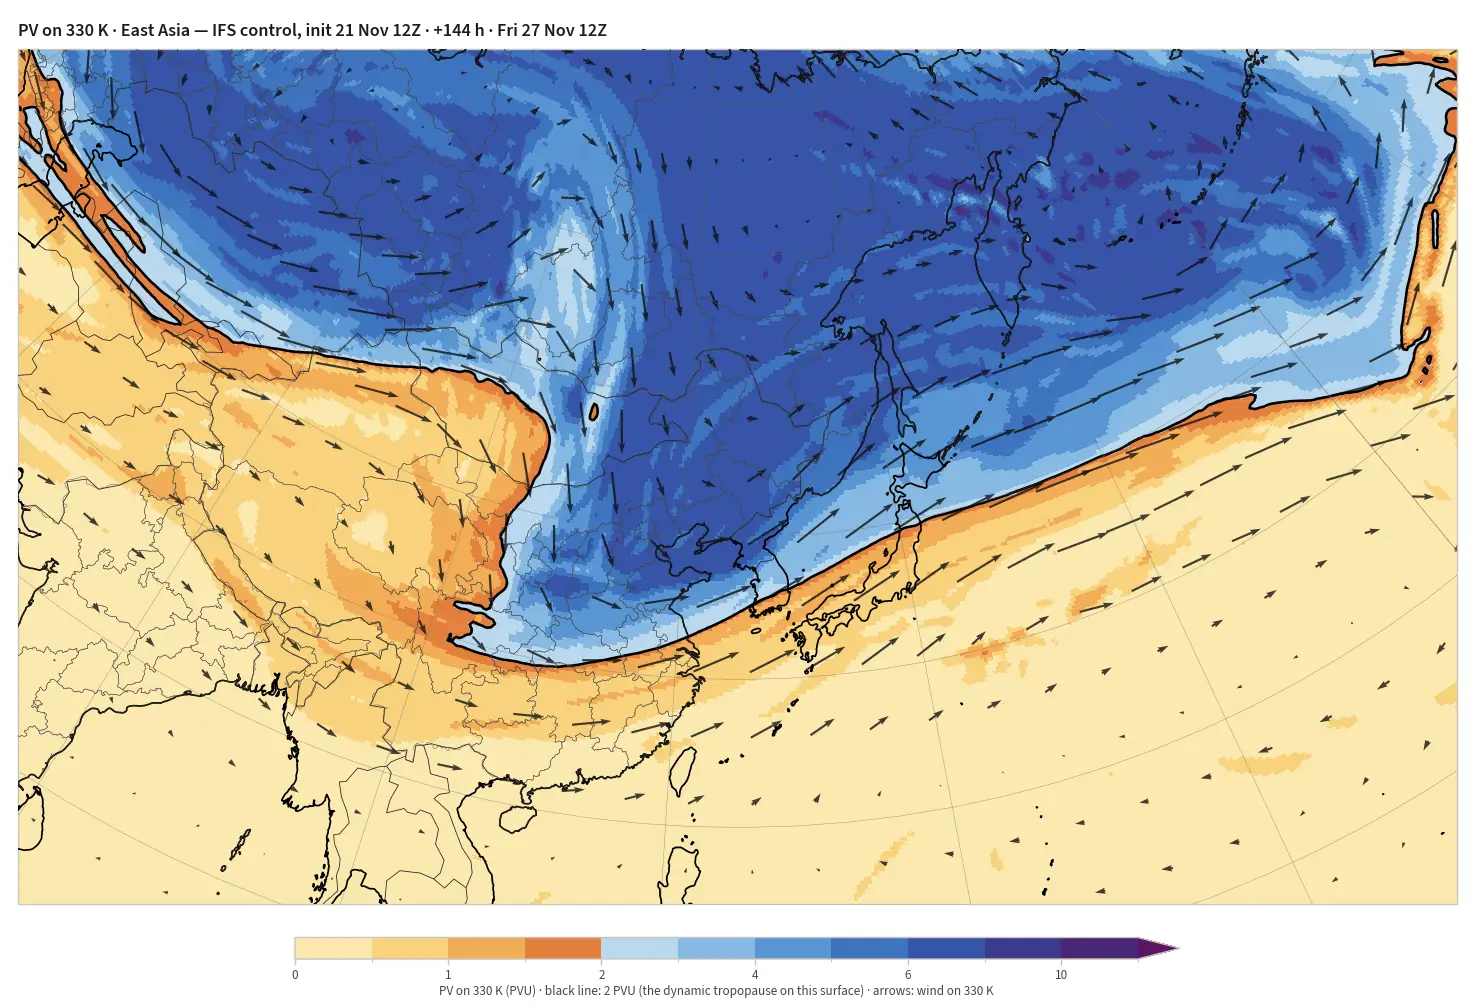 PV on 330 K · East Asia — IFS control, init 21 Nov 12Z · +144 h · Fri 27 Nov 12Z
0 1 2 4 6 10
PV on 330 K (PVU) · black line: 2 PVU (the dynamic tropopause on this surface) · arrows: wind on 330 K